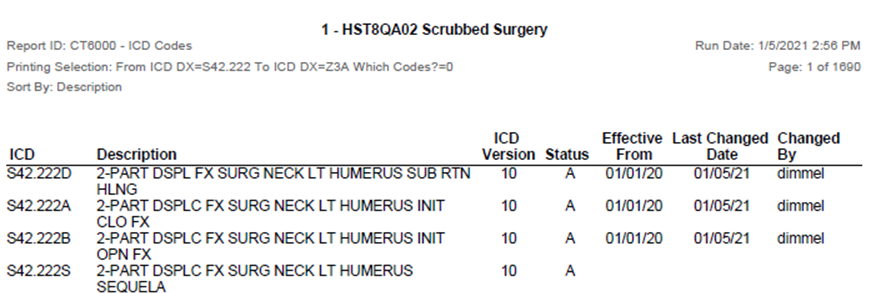 1 - HST8QA02 Scrubbed Surgery
Report ID: CT6000 - ICD Codes Run Date: 1/5/2021 2:56 PM
Printing Selection: From ICD DX=S42.222 To ICD DX=Z3A Which Codes?=0 Page: 1 of 1690
Sort By: Description
ICD Effective Last Changed Changed
ICD Description Version Status From Date By
S42.222D 2-PART DSPL FX SURG NECK LT HUMERUS SUB RTN 10 A 01/01/20 01/05/21 dimmel
HLNG
S42.222A 2-PART DSPLC FX SURG NECK LT HUMERUS INIT 10 A 01/01/20 01/05/21 dimmel
CLO FX
S42.222B 2-PART DSPLC FX SURG NECK LT HUMERUS INIT 10 A 01/01/20 01/05/21 dimmel
OPN FX
S42.222S 2-PART DSPLC FX SURG NECK LT HUMERUS 10 A
SEQUELA